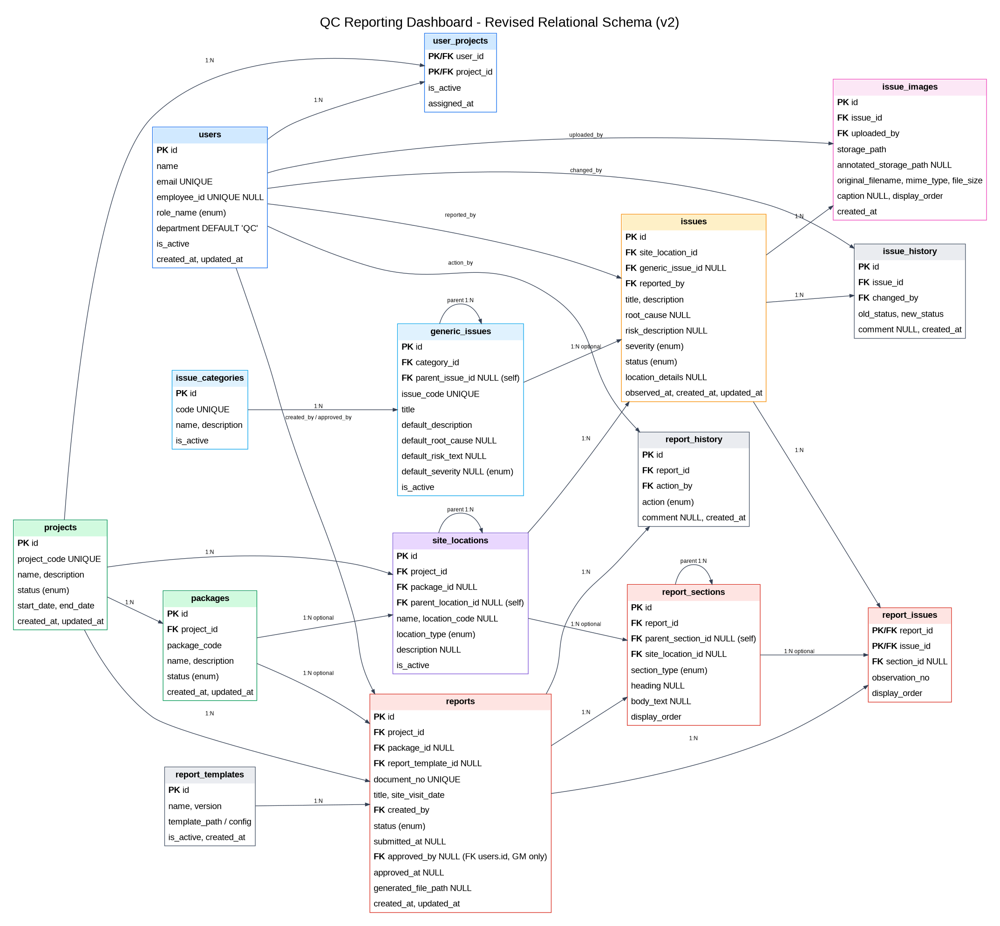 QC Reporting Dashboard - Revised Relational Schema (v2)
user_projects
PK/FK user_id
PK/FK project_id
is_active
assigned_at
1:N
1:N
users
PK id
name
email UNIQUE
employee_id UNIQUE NULL
role_name (enum)
department DEFAULT 'QC'
is_active
created_at, updated_at
uploaded_by
changed_by
reported_by
action_by
created_by / approved_by
issue_images
PK id
FK issue_id
FK uploaded_by
storage_path
annotated_storage_path NULL
original_filename, mime_type, file_size
caption NULL, display_order
created_at
issues
PK id
FK site_location_id
FK generic_issue_id NULL
FK reported_by
title, description
root_cause NULL
risk_description NULL
severity (enum)
status (enum)
location_details NULL
observed_at, created_at, updated_at
1:N
1:N
1:N
issue_history
PK id
FK issue_id
FK changed_by
old_status, new_status
comment NULL, created_at
parent 1:N
generic_issues
PK id
FK category_id
FK parent_issue_id NULL (self)
issue_code UNIQUE
title
default_description
default_root_cause NULL
default_risk_text NULL
default_severity NULL (enum)
is_active
1:N optional
issue_categories
PK id
code UNIQUE
name, description
is_active
1:N
report_history
PK id
FK report_id
FK action_by
action (enum)
comment NULL, created_at
projects
PK id
project_code UNIQUE
name, description
status (enum)
start_date, end_date
created_at, updated_at
1:N
1:N
1:N
parent 1:N
site_locations
PK id
FK project_id
FK package_id NULL
FK parent_location_id NULL (self)
name, location_code NULL
location_type (enum)
description NULL
is_active
1:N
1:N optional
packages
PK id
FK project_id
package_code
name, description
status (enum)
created_at, updated_at
1:N optional
1:N optional
parent 1:N
report_sections
PK id
FK report_id
FK parent_section_id NULL (self)
FK site_location_id NULL
section_type (enum)
heading NULL
body_text NULL
display_order
1:N optional
report_issues
PK/FK report_id
PK/FK issue_id
FK section_id NULL
observation_no
display_order
reports
PK id
FK project_id
FK package_id NULL
FK report_template_id NULL
document_no UNIQUE
title, site_visit_date
FK created_by
status (enum)
submitted_at NULL
FK approved_by NULL (FK users.id, GM only)
approved_at NULL
generated_file_path NULL
created_at, updated_at
1:N
1:N
1:N
report_templates
PK id
name, version
template_path / config
is_active, created_at
1:N